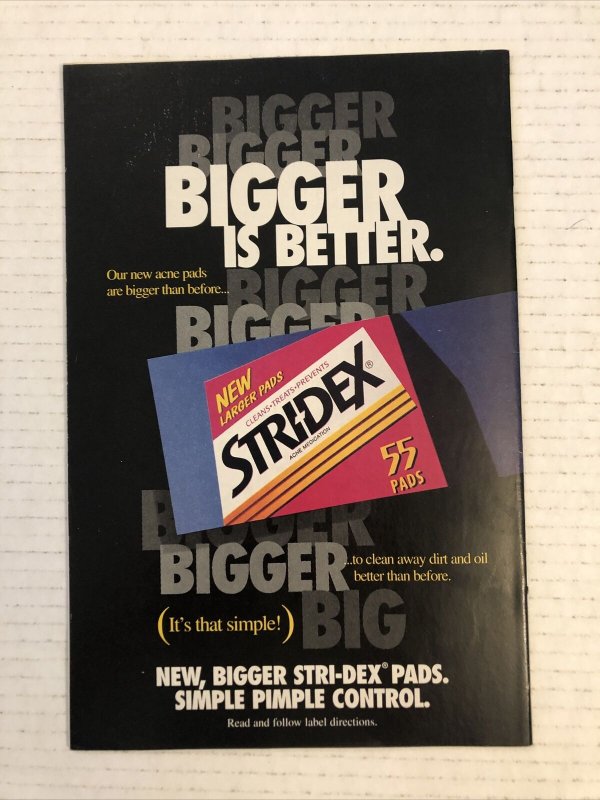 BIGGER
BIGGER
BIGGER
IS BETTER.
Our new acne pads
are bigger than before...
BIGGER
BIGGER
NEW
LARGER PADS
CLEANS•TREATS•PREVENTS
STRI-DEX®
ACNE MEDICATION
55
PADS
BIGGER
BIGGER
...to clean away dirt and oil
better than before.
(It's that simple!)
BIG
NEW, BIGGER STRI-DEX® PADS.
SIMPLE PIMPLE CONTROL.
Read and follow label directions.